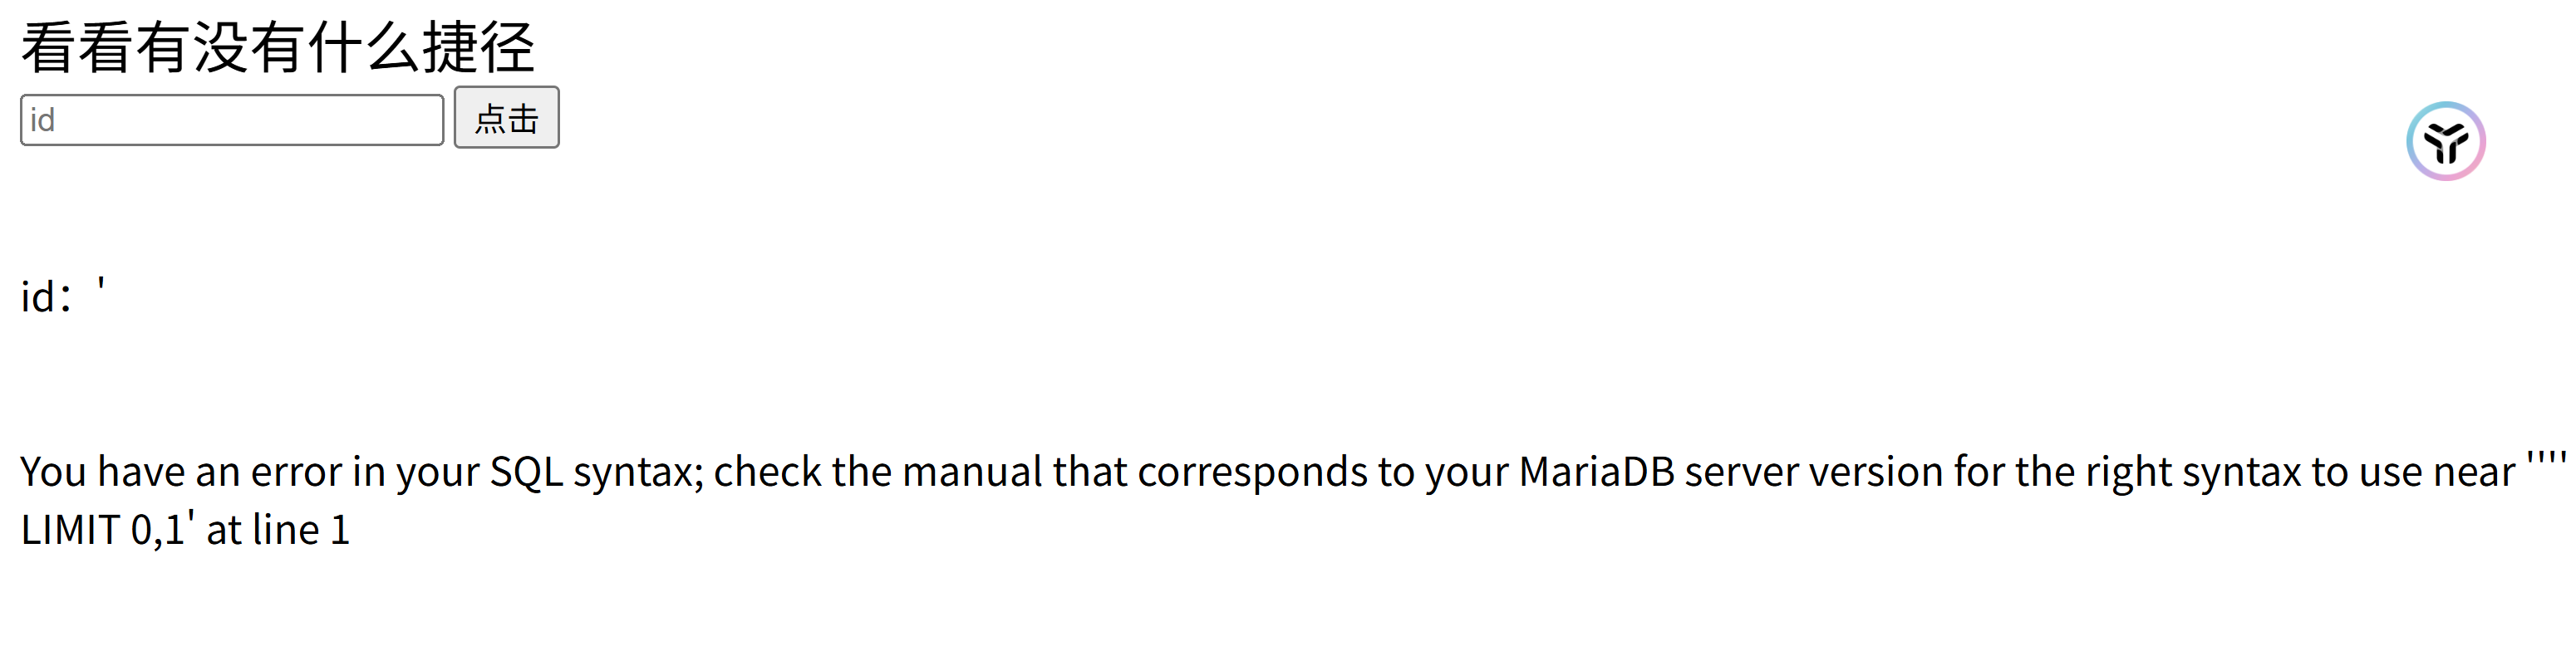 看看有没有什么捷径
id
点击
id： '
You have an error in your SQL syntax; check the manual that corresponds to your MariaDB server version for the right syntax to use near ''''
LIMIT 0,1' at line 1